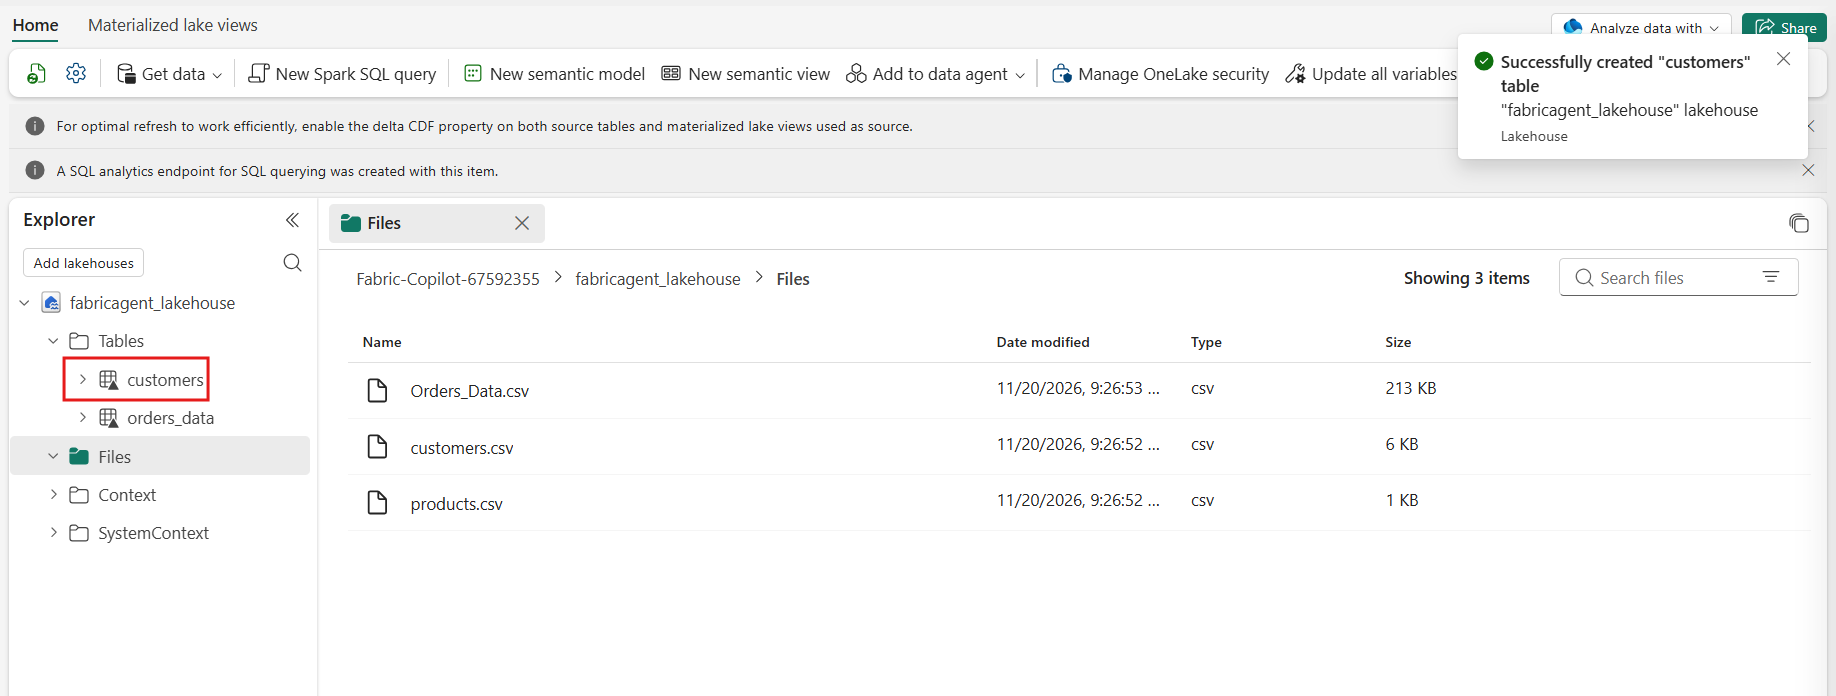 Home
Materialized lake views
Analyze data with
Share
Get data
New Spark SQL query
New semantic model
New semantic view
Add to data agent
Manage OneLake security
Update all variables
Successfully created "customers"
table
"fabricagent_lakehouse" lakehouse
Lakehouse
For optimal refresh to work efficiently, enable the delta CDF property on both source tables and materialized lake views used as source.
A SQL analytics endpoint for SQL querying was created with this item.
Explorer
Add lakehouses
fabricagent_lakehouse
Tables
customers
orders_data
Files
Context
SystemContext
Files
Fabric-Copilot-67592355 > fabricagent_lakehouse > Files
Showing 3 items
Search files
Name Date modified Type Size
Orders_Data.csv 11/20/2026, 9:26:53 ... csv 213 KB
customers.csv 11/20/2026, 9:26:52 ... csv 6 KB
products.csv 11/20/2026, 9:26:52 ... csv 1 KB